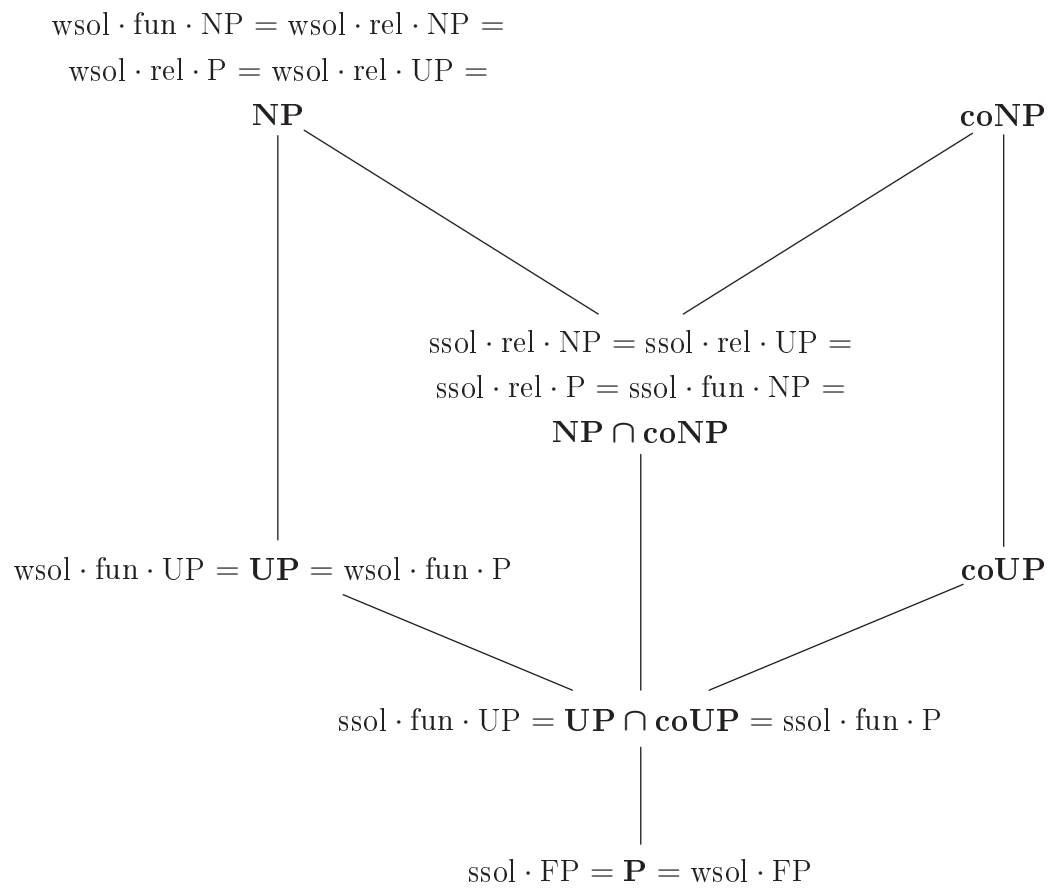 wsol · fun · NP = wsol · rel · NP =
wsol · rel · P = wsol · rel · UP =
NP
coNP
ssol · rel · NP = ssol · rel · UP =
ssol · rel · P = ssol · fun · NP =
NP ∩ coNP
wsol · fun · UP = UP = wsol · fun · P
coUP
ssol · fun · UP = UP ∩ coUP = ssol · fun · P
ssol · FP = P = wsol · FP